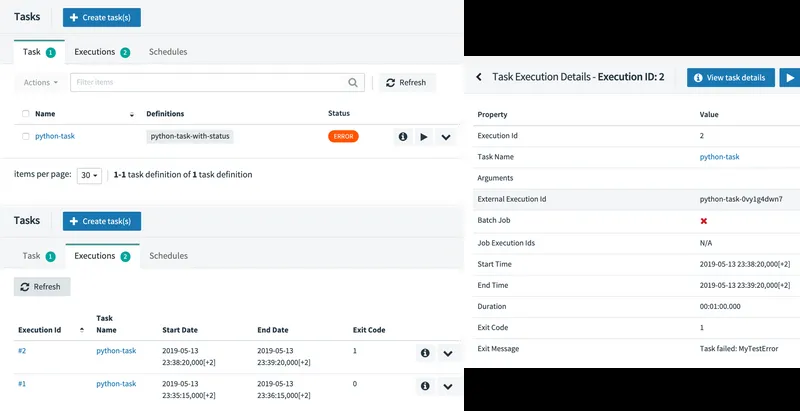 Tasks
Create task(s)
Task 1
Executions 2
Schedules
Actions
Filter items
Refresh
Name
Definitions
Status
python-task
python-task-with-status
ERROR
items per page: 30
1-1 task definition of 1 task definition
Tasks
Create task(s)
Task 1
Executions 2
Schedules
Refresh
Execution Id
Task
Name
Start Date
End Date
Exit Code
#2
python-task
2019-05-13
23:38:20,000[+2]
2019-05-13
23:39:20,000[+2]
1
#1
python-task
2019-05-13
23:35:15,000[+2]
2019-05-13
23:36:15,000[+2]
0
Task Execution Details - Execution ID: 2
View task details
Property
Value
Execution Id
2
Task Name
python-task
Arguments
External Execution Id
python-task-0vy1g4dwn7
Batch Job
Job Execution Ids
N/A
Start Time
2019-05-13 23:38:20,000[+2]
End Time
2019-05-13 23:39:20,000[+2]
Duration
00:01:00.000
Exit Code
1
Exit Message
Task failed: MyTestError